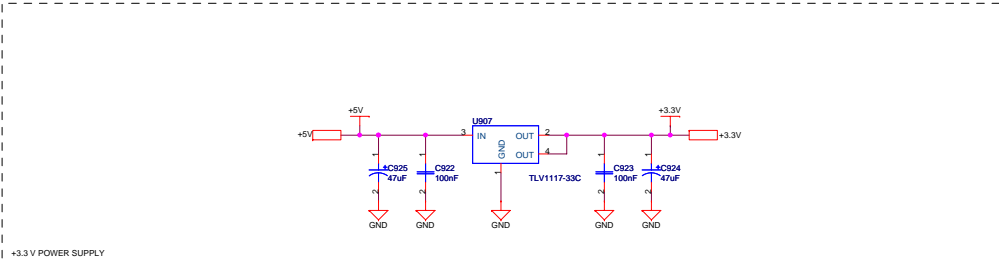 +5V
+3.3V
U907
+5V
3
IN
OUT
2
+3.3V
GND
OUT
4
1
1
1
1
1
+C925
C922
TLV1117-33C
C923
+C924
47uF
100nF
100nF
47uF
2
2
2
2
GND
GND
GND
GND
GND
+3.3 V POWER SUPPLY